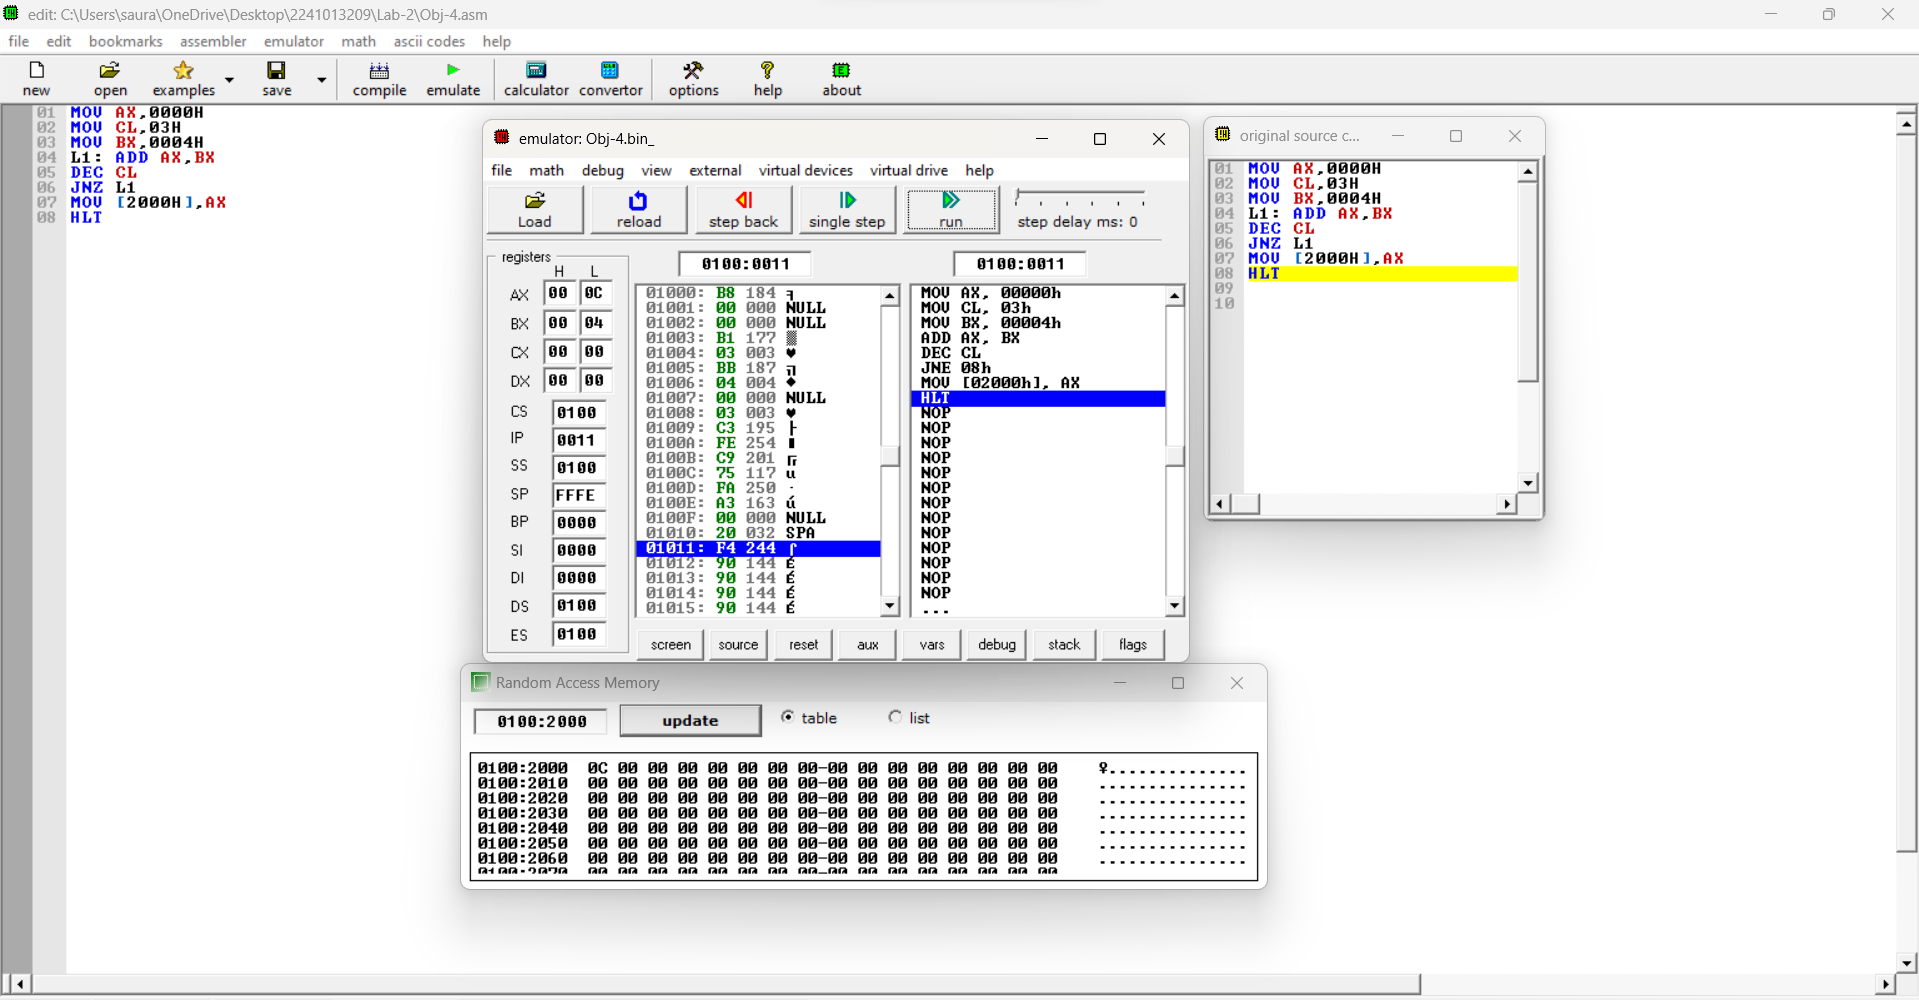 edit: C:\Users\saura\OneDrive\Desktop\2241013209\Lab-2\Obj-4.asm
file edit bookmarks assembler emulator math ascii codes help
new open examples save compile emulate calculator convertor options help about
01 MOV AX,0000H
02 MOV CL,03H
03 MOV BX,0004H
04 L1: ADD AX,BX
05 DEC CL
06 JNZ L1
07 MOV [2000H],AX
08 HLT
emulator: Obj-4.bin_
file math debug view external virtual devices virtual drive help
Load reload step back single step run step delay ms: 0
registers
H L
AX 00 0C
BX 00 04
CX 00 00
DX 00 00
CS 0100
IP 0011
SS 0100
SP FFFE
BP 0000
SI 0000
DI 0000
DS 0100
ES 0100
0100:0011
01000: B8 184 ╕
01001: 00 000 NULL
01002: 00 000 NULL
01003: B1 177 ▒
01004: 03 003 ♥
01005: BB 187 ╗
01006: 04 004 ♦
01007: 00 000 NULL
01008: 03 003 ♥
01009: C3 195 ├
0100A: FE 254 ■
0100B: C9 201 ╔
0100C: 75 117 u
0100D: FA 250 ·
0100E: A3 163 ú
0100F: 00 000 NULL
01010: 20 032 SPA
01011: F4 244 ⌠
01012: 90 144 É
01013: 90 144 É
01014: 90 144 É
01015: 90 144 É
0100:0011
MOV AX, 00000h
MOV CL, 03h
MOV BX, 00004h
ADD AX, BX
DEC CL
JNE 08h
MOV [02000h], AX
HLT
NOP
NOP
NOP
NOP
NOP
NOP
NOP
NOP
NOP
NOP
NOP
NOP
NOP
...
screen source reset aux vars debug stack flags
original source c...
01 MOV AX,0000H
02 MOV CL,03H
03 MOV BX,0004H
04 L1: ADD AX,BX
05 DEC CL
06 JNZ L1
07 MOV [2000H],AX
08 HLT
09
10
Random Access Memory
0100:2000 update table list
0100:2000 0C 00 00 00 00 00 00 00-00 00 00 00 00 00 00 00 ♀...............
0100:2010 00 00 00 00 00 00 00 00-00 00 00 00 00 00 00 00 ................
0100:2020 00 00 00 00 00 00 00 00-00 00 00 00 00 00 00 00 ................
0100:2030 00 00 00 00 00 00 00 00-00 00 00 00 00 00 00 00 ................
0100:2040 00 00 00 00 00 00 00 00-00 00 00 00 00 00 00 00 ................
0100:2050 00 00 00 00 00 00 00 00-00 00 00 00 00 00 00 00 ................
0100:2060 00 00 00 00 00 00 00 00-00 00 00 00 00 00 00 00 ................
0100:2070 00 00 00 00 00 00 00 00-00 00 00 00 00 00 00 00